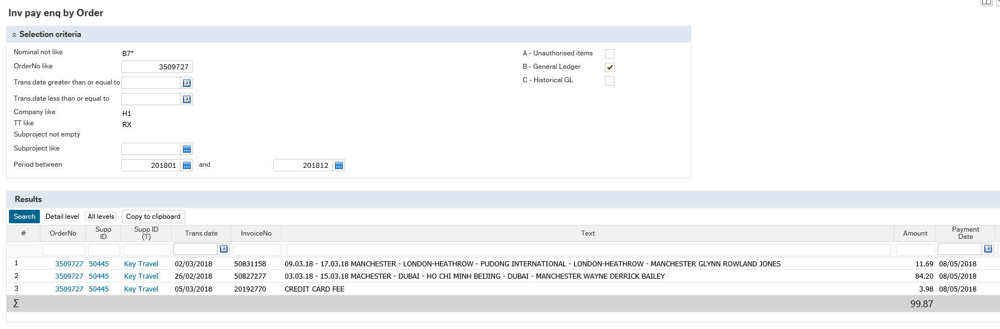 Inv pay enq by Order
Selection criteria
Nominal not like B7*
OrderNo like 3509727
Trans.date greater than or equal to
Trans.date less than or equal to
Company like H1
TT like RX
Subproject not empty
Subproject like
Period between 201801 and 201812
A - Unauthorised items
B - General Ledger
C - Historical GL
Results
Search Detail level All levels Copy to clipboard
# OrderNo Supp ID Supp ID (T) Trans.date InvoiceNo Text Amount Payment Date
1 3509727 50445 Key Travel 02/03/2018 50831158 09.03.18 - 17.03.18 MANCHESTER - LONDON-HEATHROW - PUDONG INTERNATIONAL - LONDON-HEATHROW - MANCHESTER GLYNN ROWLAND JONES 11.69 08/05/2018
2 3509727 50445 Key Travel 26/02/2018 50827277 03.03.18 - 15.03.18 MACHESTER - DUBAI - HO CHI MINH BEIJING - DUBAI - MANCHESTER WAYNE DERRICK BAILEY 84.20 08/05/2018
3 3509727 50445 Key Travel 05/03/2018 20192770 CREDIT CARD FEE 3.98 08/05/2018
Σ 99.87